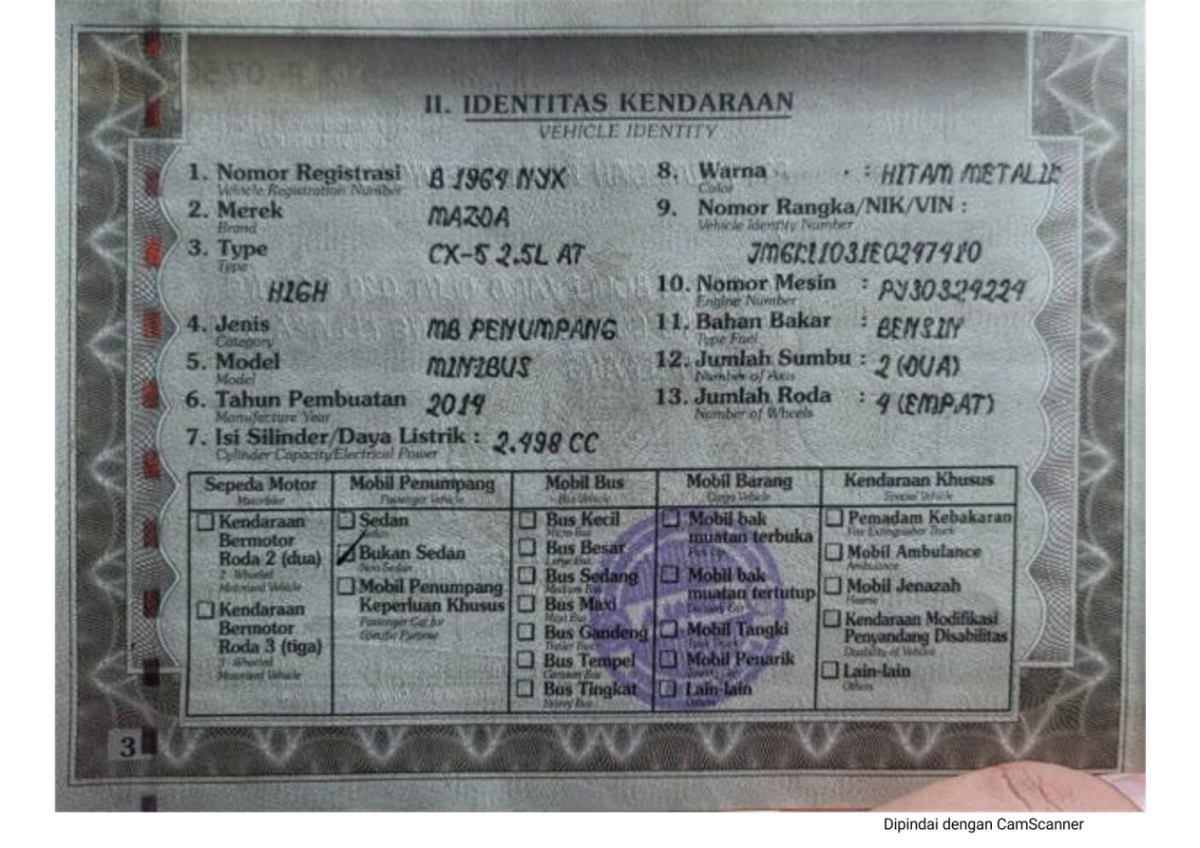 II. IDENTITAS KENDARAAN
VEHICLE IDENTITY
1. Nomor Registrasi B 1964 NYX
Vehicle Registration Number
2. Merek MAZDA
Brand
3. Type CX-5 2.5L AT
Type
HIGH
4. Jenis MB PENUMPANG
Category
5. Model MINIBUS
Model
6. Tahun Pembuatan 2014
Manufacture Year
7. Isi Silinder/Daya Listrik : 2.498 CC
Cylinder Capacity/Electrical Power
8. Warna : HITAM METALIK
Color
9. Nomor Rangka/NIK/VIN :
Vehicle Identity Number
10. Nomor Mesin : PY30329224
Engine Number
11. Bahan Bakar : BENSIN
Type Fuel
12. Jumlah Sumbu : 2 (DUA)
Number of Axis
13. Jumlah Roda : 4 (EMPAT)
Number of Wheels
Sepeda Motor
Motorbike
Kendaraan
Bermotor
Roda 2 (dua)
2 Wheeled
Motorized Vehicle
Kendaraan
Bermotor
Roda 3 (tiga)
3 Wheeled
Motorized Vehicle
Mobil Penumpang
Passenger Vehicle
Sedan
Sedan
Bukan Sedan
Non Sedan
Mobil Penumpang
Keperluan Khusus
Passenger Car for
Specific Purpose
Mobil Bus
Bus Vehicle
Bus Kecil
Micro Bus
Bus Besar
Large Bus
Bus Sedang
Medium Bus
Bus Maxi
Maxi Bus
Bus Gandeng
Bus Tempel
Bus Tingkat
Mobil Barang
Cargo Vehicle
Mobil bak
muatan terbuka
Pick Up
Mobil bak
muatan tertutup
Delivery Car
Mobil Tangki
Tank Truck
Mobil Penarik
Lain-lain
Others
Kendaraan Khusus
Special Vehicle
Pemadam Kebakaran
Fire Extinguisher Truck
Mobil Ambulance
Ambulance
Mobil Jenazah
Hearse
Kendaraan Modifikasi
Penyandang Disabilitas
Disability of Vehicle
Lain-lain
Others
3
Dipindai dengan CamScanner